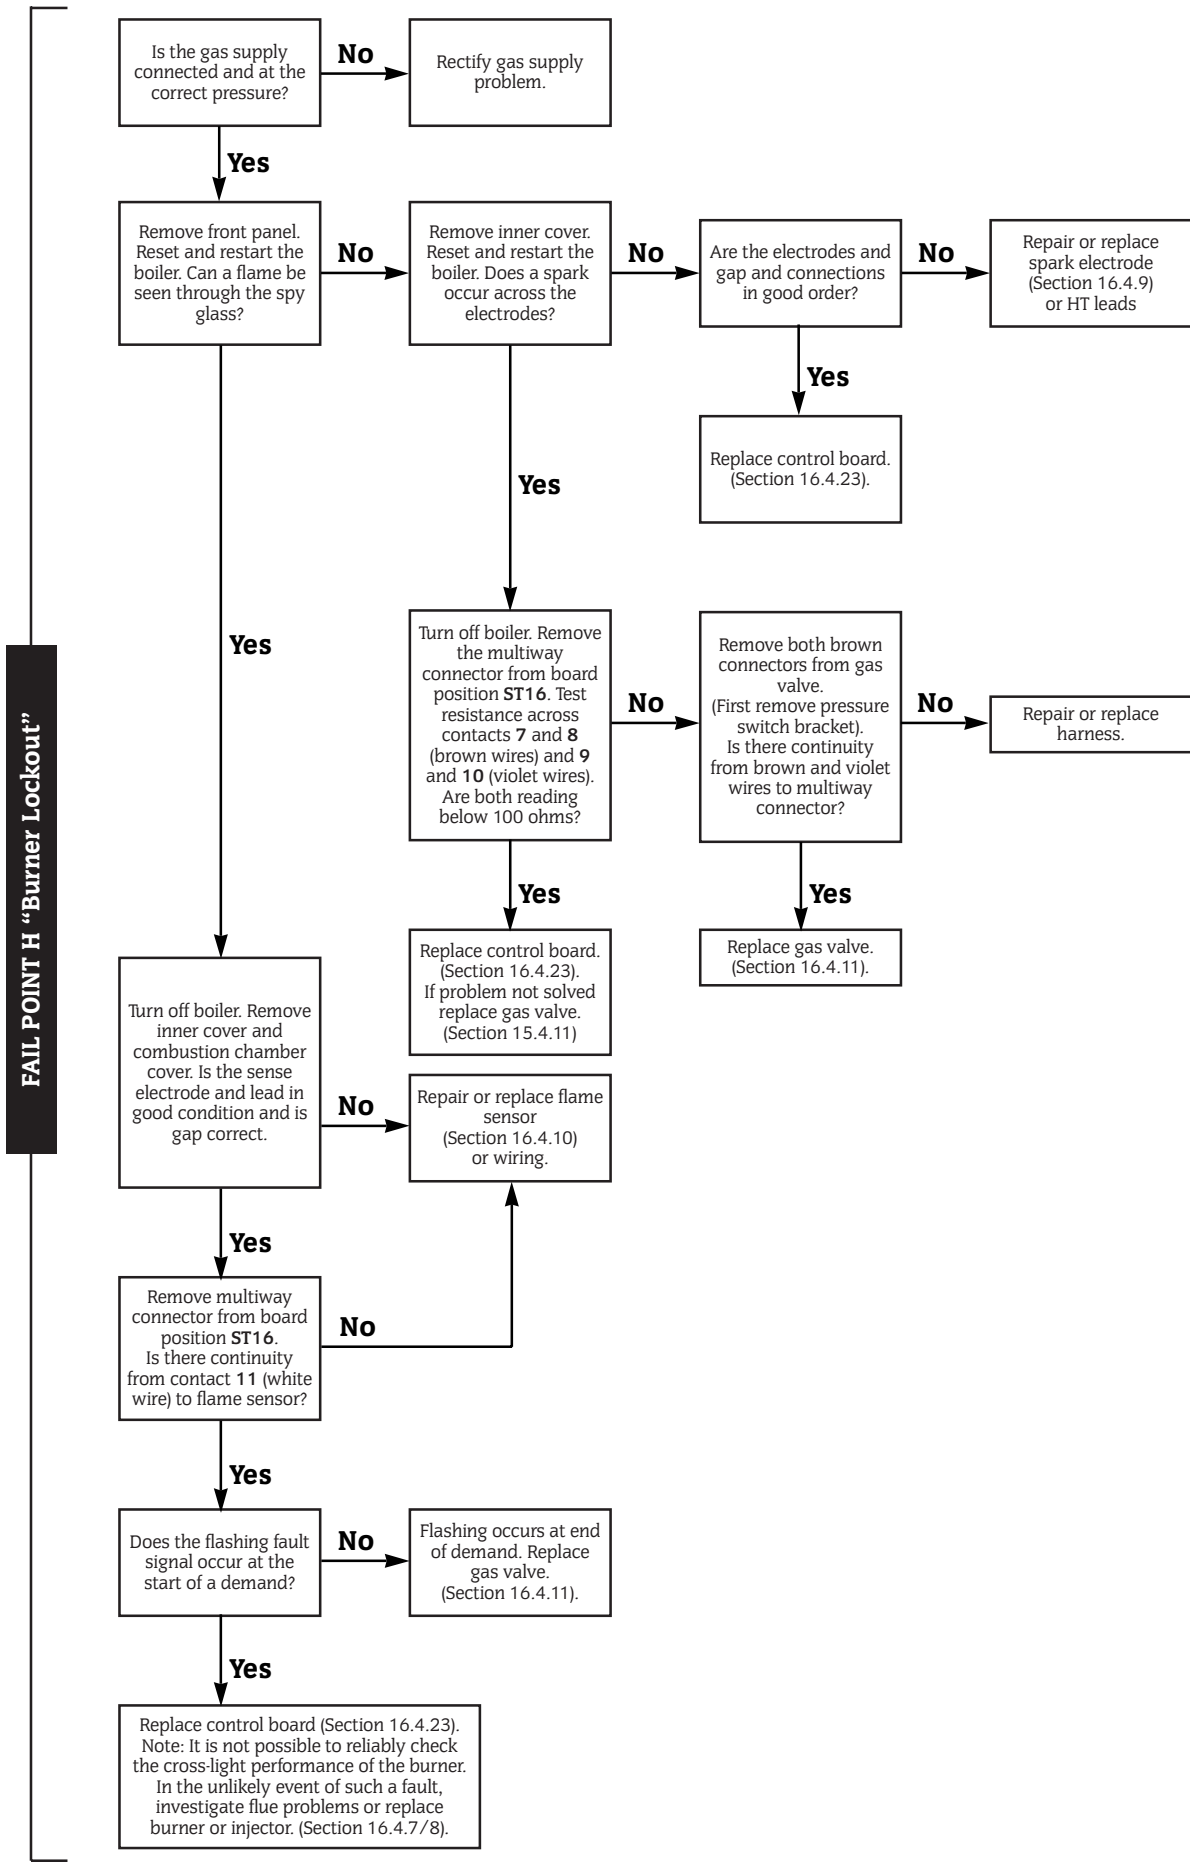 FAIL POINT H “Burner Lockout”
Is the gas supply
connected and at the
correct pressure?
No
Rectify gas supply
problem.
Yes
Remove front panel.
Reset and restart the
boiler. Can a flame be
seen through the spy
glass?
No
Remove inner cover.
Reset and restart the
boiler. Does a spark
occur across the
electrodes?
No
Are the electrodes and
gap and connections
in good order?
No
Repair or replace
spark electrode
(Section 16.4.9)
or HT leads
Yes
Replace control board.
(Section 16.4.23).
Yes
Turn off boiler. Remove
the multiway
connector from board
position ST16. Test
resistance across
contacts 7 and 8
(brown wires) and 9
and 10 (violet wires).
Are both reading
below 100 ohms?
No
Remove both brown
connectors from gas
valve.
(First remove pressure
switch bracket).
Is there continuity
from brown and violet
wires to multiway
connector?
No
Repair or replace
harness.
Yes
Replace control board.
(Section 16.4.23).
If problem not solved
replace gas valve.
(Section 15.4.11)
Yes
Replace gas valve.
(Section 16.4.11).
Yes
Turn off boiler. Remove
inner cover and
combustion chamber
cover. Is the sense
electrode and lead in
good condition and is
gap correct.
No
Repair or replace flame
sensor
(Section 16.4.10)
or wiring.
Yes
Remove multiway
connector from board
position ST16.
Is there continuity
from contact 11 (white
wire) to flame sensor?
No
Yes
Does the flashing fault
signal occur at the
start of a demand?
No
Flashing occurs at end
of demand. Replace
gas valve.
(Section 16.4.11).
Yes
Replace control board (Section 16.4.23).
Note: It is not possible to reliably check
the cross-light performance of the burner.
In the unlikely event of such a fault,
investigate flue problems or replace
burner or injector. (Section 16.4.7/8).